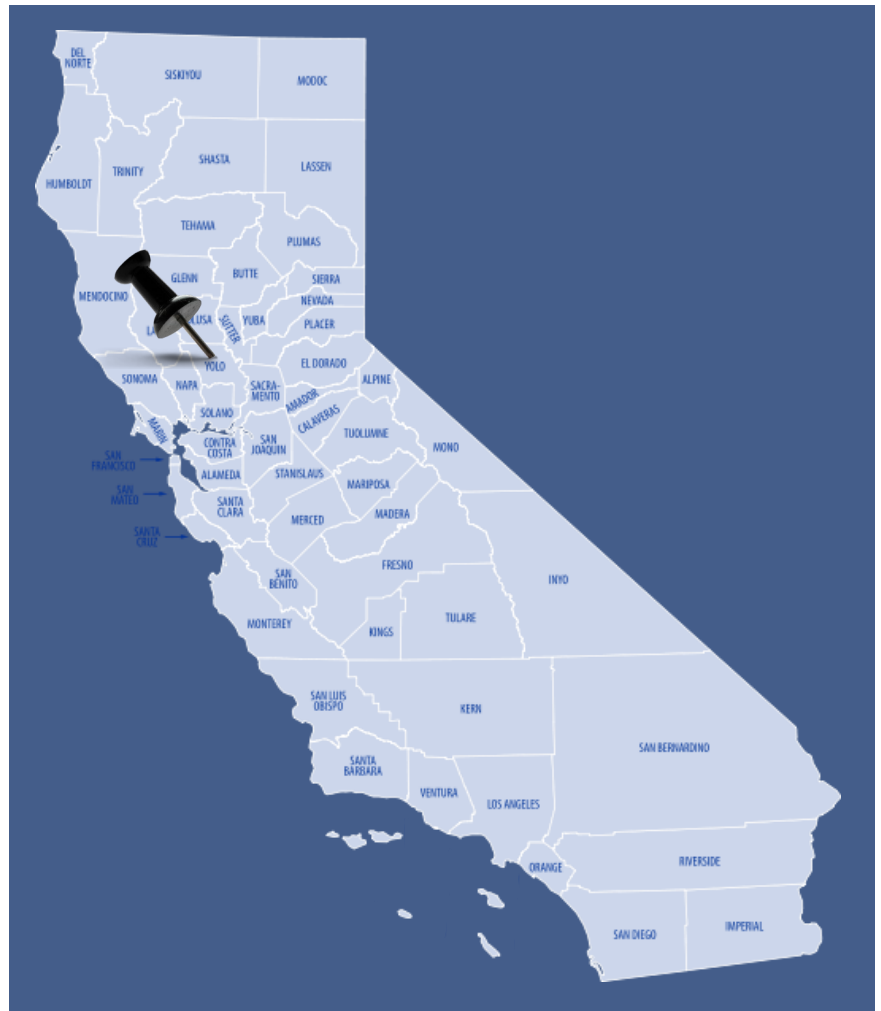 DEL
NORTE
SISKIYOU
MODOC
HUMBOLDT
TRINITY
SHASTA
LASSEN
TEHAMA
PLUMAS
MENDOCINO
GLENN
BUTTE
SIERRA
NEVADA
LA
LUSA
SUTTER
YUBA
PLACER
SONOMA
NAPA
YOLO
EL DORADO
SACRA-
MENTO
ALPINE
AMADOR
SOLANO
CALAVERAS
MARIN
CONTRA
COSTA
SAN
JOAQUIN
TUOLUMNE
MONO
SAN
FRANCISCO
ALAMEDA
STANISLAUS
MARIPOSA
SAN
MATEO
SANTA
CLARA
MERCED
MADERA
SANTA
CRUZ
FRESNO
SAN
BENITO
INYO
MONTEREY
KINGS
TULARE
SAN LUIS
OBISPO
KERN
SAN BERNARDINO
SANTA
BARBARA
VENTURA
LOS ANGELES
ORANGE
RIVERSIDE
SAN DIEGO
IMPERIAL